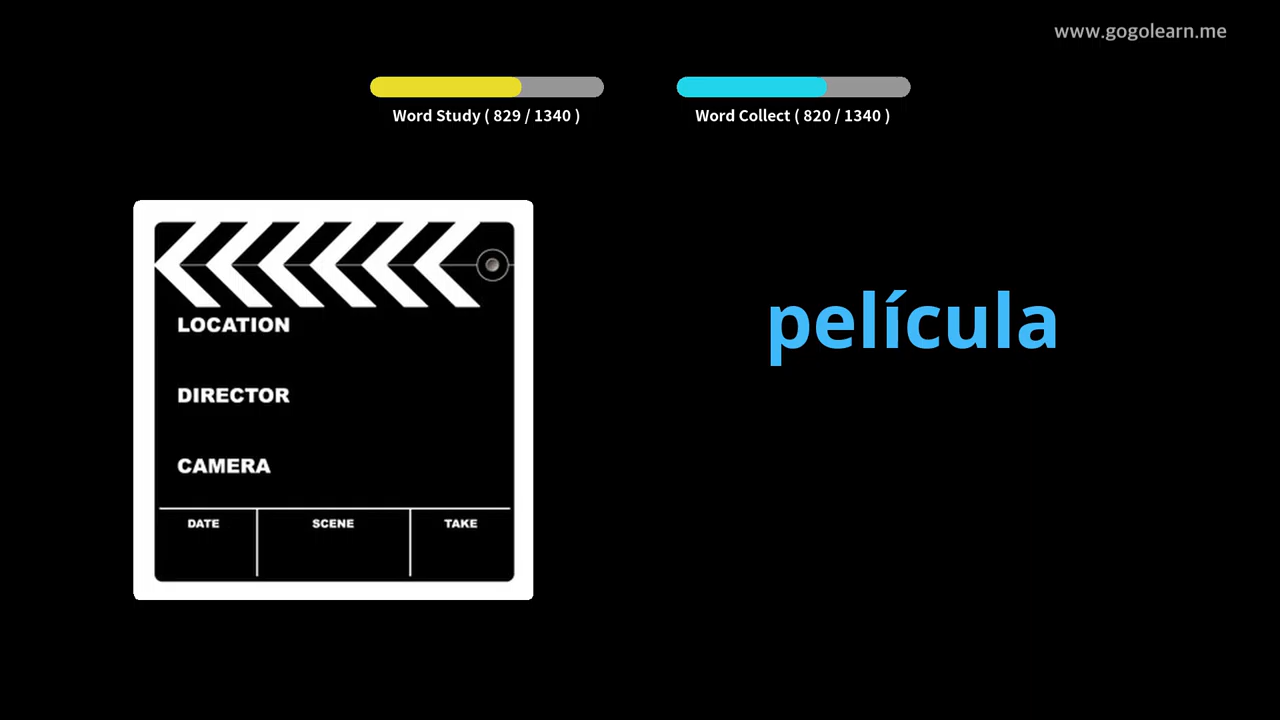 www.gogolearn.me
Word Study ( 829 / 1340 )
Word Collect ( 820 / 1340 )
LOCATION
DIRECTOR
CAMERA
DATE
SCENE
TAKE
película